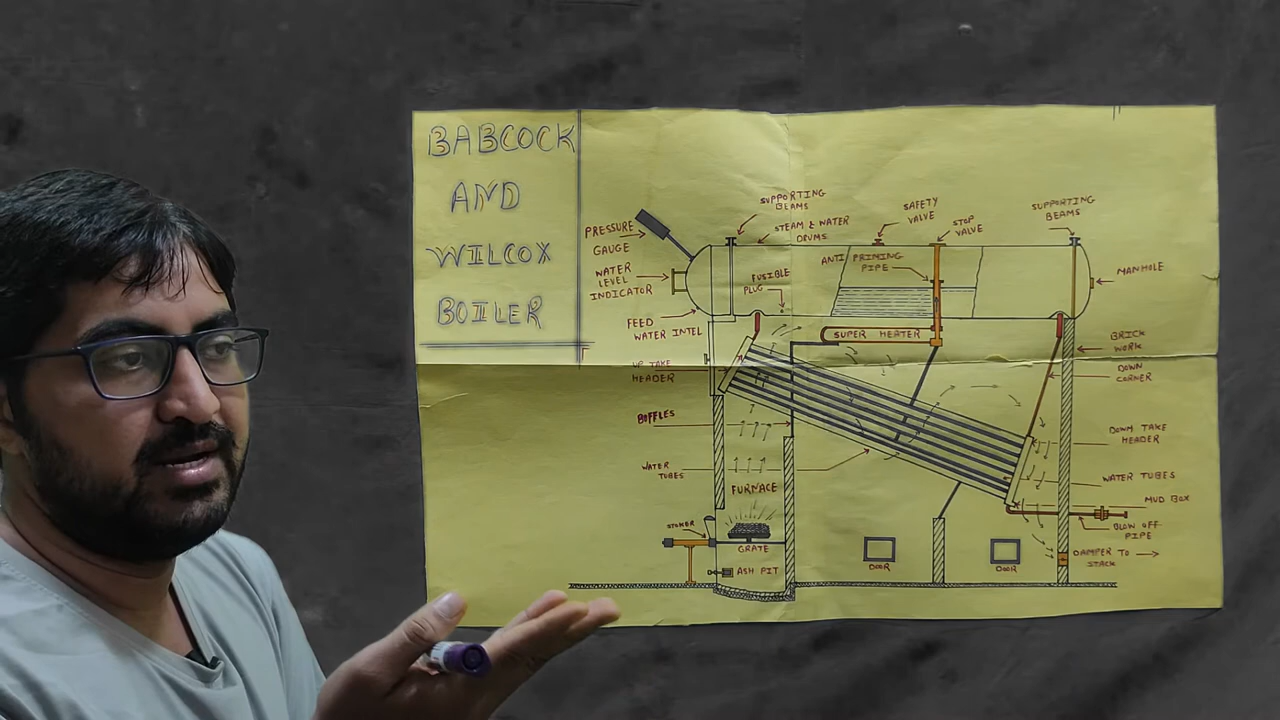 BABCOCK
AND
WILCOX
BOILER
SUPPORTING
BEAMS
SAFETY
VALVE
STOP
VALVE
SUPPORTING
BEAMS
PRESSURE
GAUGE
STEAM & WATER
DRUMS
WATER
LEVEL
INDICATOR
FUSIBLE
PLUG
ANTI PRIMING
PIPE
MANHOLE
FEED
WATER INTEL
SUPER HEATER
BRICK
WORK
UP TAKE
HEADER
DOWN
CORNER
BOFFLES
DOWN TAKE
HEADER
WATER
TUBES
WATER TUBES
FURNACE
MUD BOX
STOKER
BLOW OFF
PIPE
GRATE
DAMPER TO
STACK
ASH PIT
DOOR
DOOR